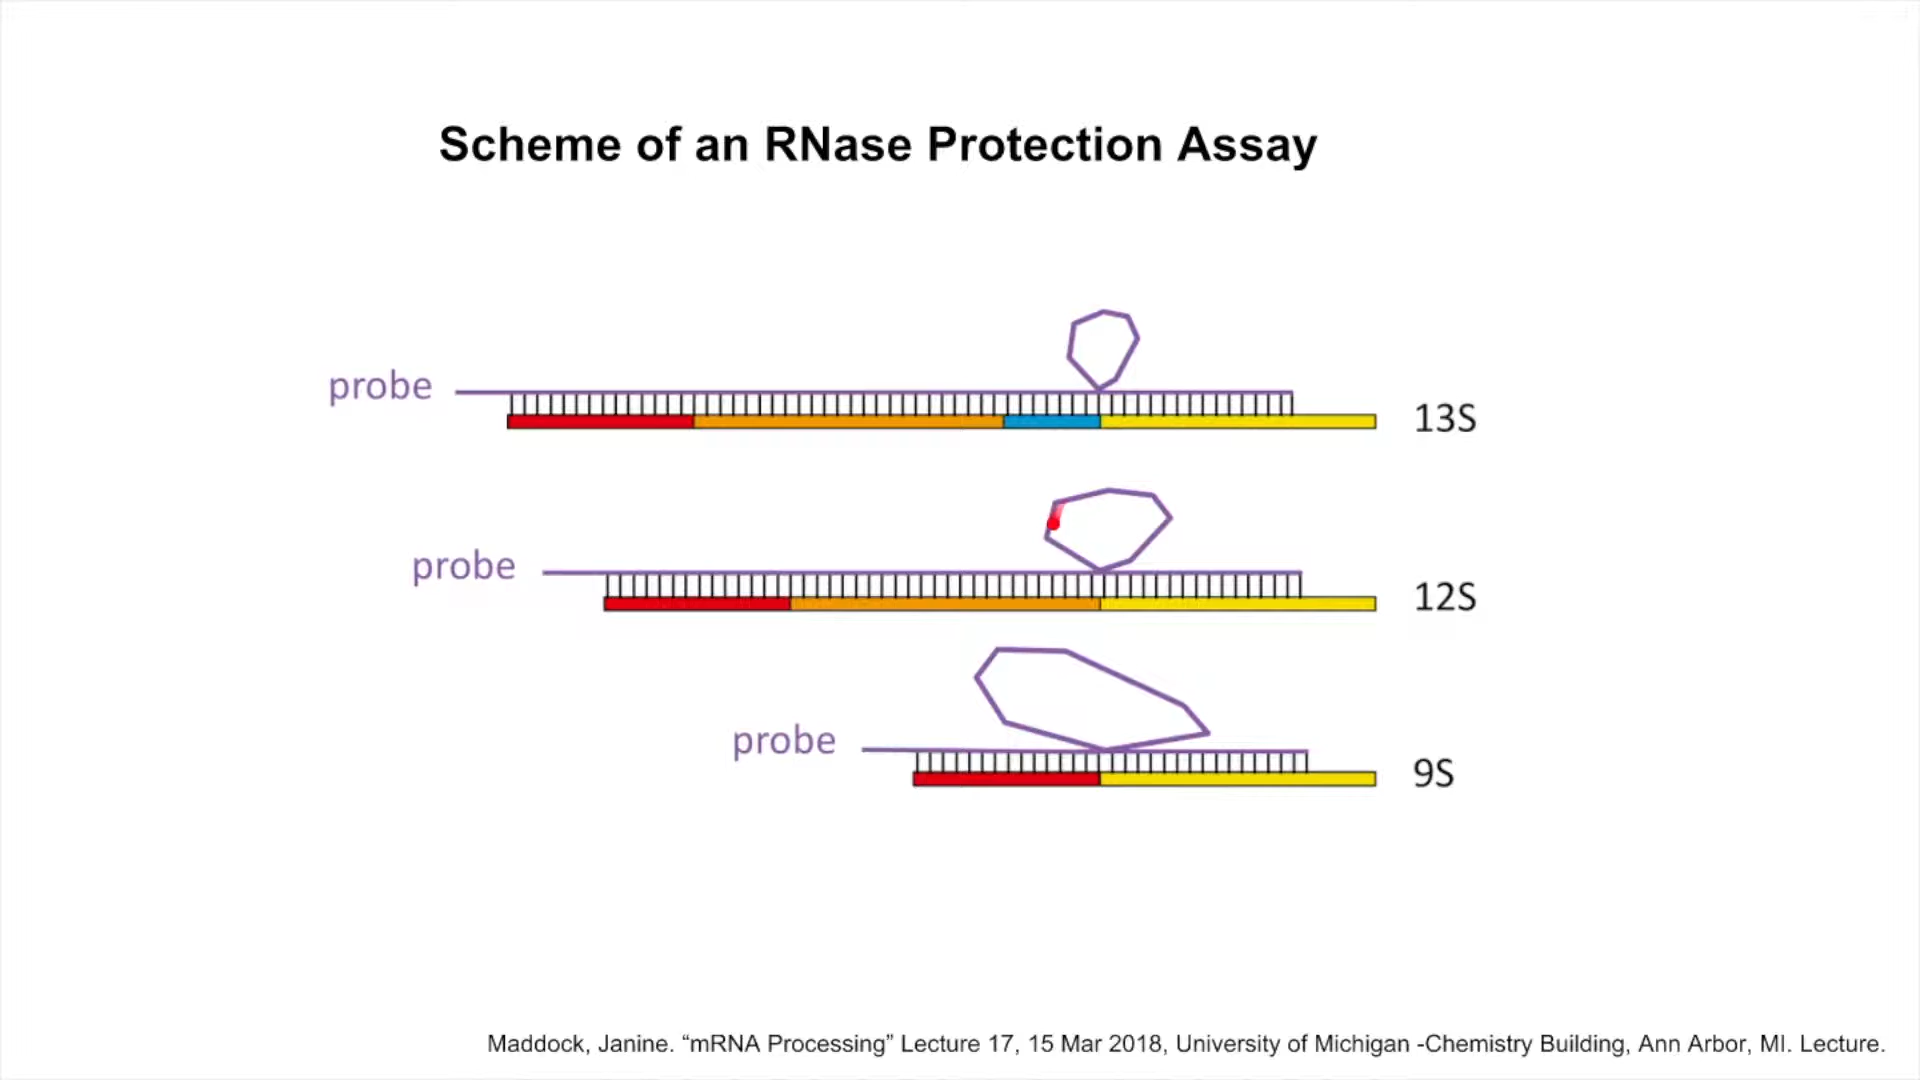 Scheme of an RNase Protection Assay
probe
13S
probe
12S
probe
9S
Maddock, Janine. “mRNA Processing” Lecture 17, 15 Mar 2018, University of Michigan -Chemistry Building, Ann Arbor, MI. Lecture.